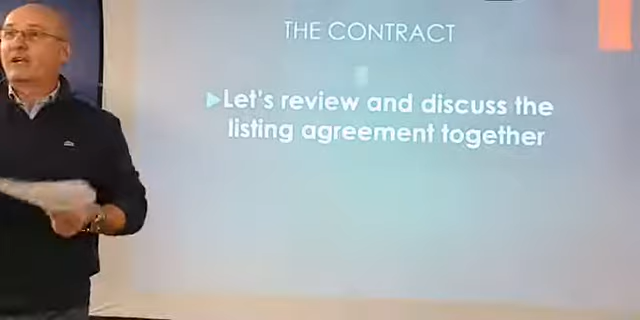 THE CONTRACT
Let's review and discuss the
listing agreement together